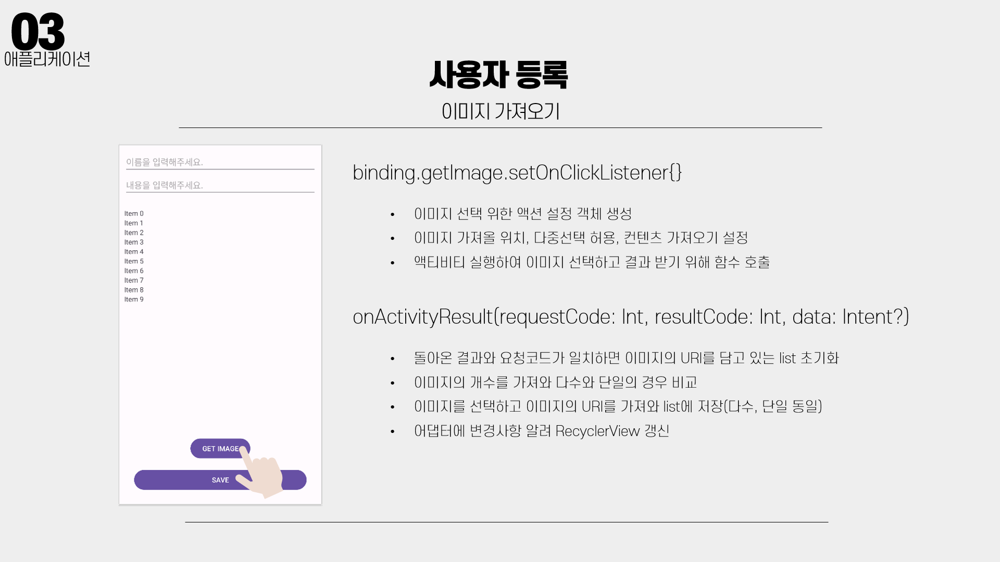 03
애플리케이션
사용자 등록
이미지 가져오기
이름을 입력해주세요.
내용을 입력해주세요.
Item 0
Item 1
Item 2
Item 3
Item 4
Item 5
Item 6
Item 7
Item 8
Item 9
GET IMAGE
SAVE
binding.getImage.setOnClickListener{}
• 이미지 선택 위한 액션 설정 객체 생성
• 이미지 가져올 위치, 다중선택 허용, 컨텐츠 가져오기 설정
• 액티비티 실행하여 이미지 선택하고 결과 받기 위해 함수 호출
onActivityResult(requestCode: Int, resultCode: Int, data: Intent?)
• 돌아온 결과와 요청코드가 일치하면 이미지의 URI를 담고 있는 list 초기화
• 이미지의 개수를 가져와 다수와 단일의 경우 비교
• 이미지를 선택하고 이미지의 URI를 가져와 list에 저장(다수, 단일 동일)
• 어댑터에 변경사항 알려 RecyclerView 갱신